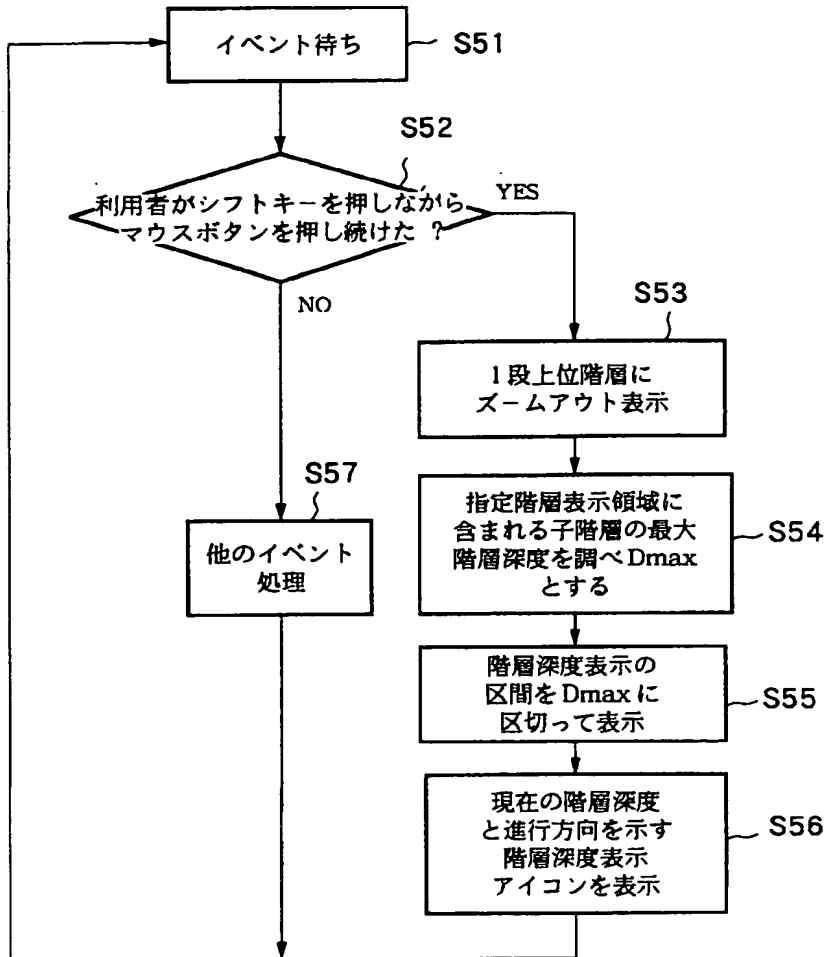 イベント待ち
S51
S52
利用者がシフトキーを押しながら
マウスボタンを押し続けた ?
YES
NO
S53
1段上位階層に
ズームアウト表示
S57
他のイベント
処理
指定階層表示領域に
含まれる子階層の最大
階層深度を調べDmax
とする
S54
階層深度表示の
区間をDmaxに
区切って表示
S55
現在の階層深度
と進行方向を示す
階層深度表示
アイコンを表示
S56